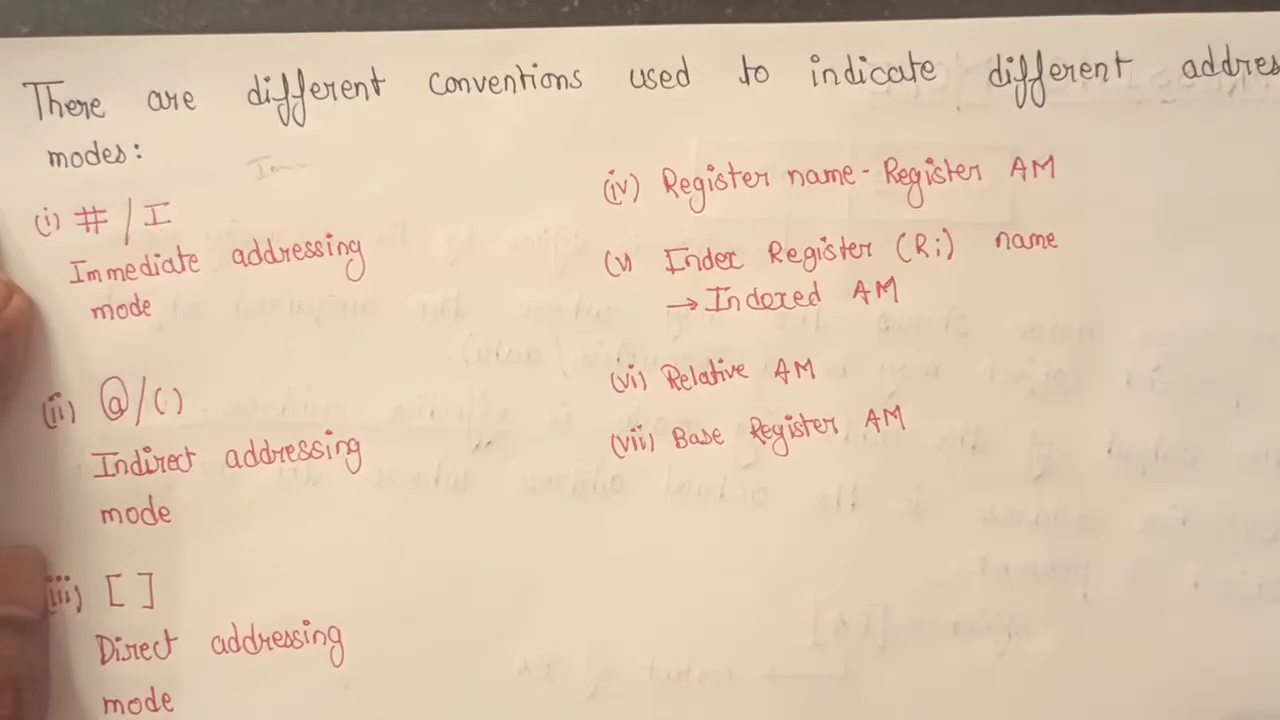 There are different conventions used to indicate different addres
modes:
(i) # / I
Immediate addressing
mode
(ii) @/( )
Indirect addressing
mode
(iii) [ ]
Direct addressing
mode
(iv) Register name - Register AM
(v) Index Register (Ri) name
→ Indexed AM
(vi) Relative AM
(vii) Base Register AM